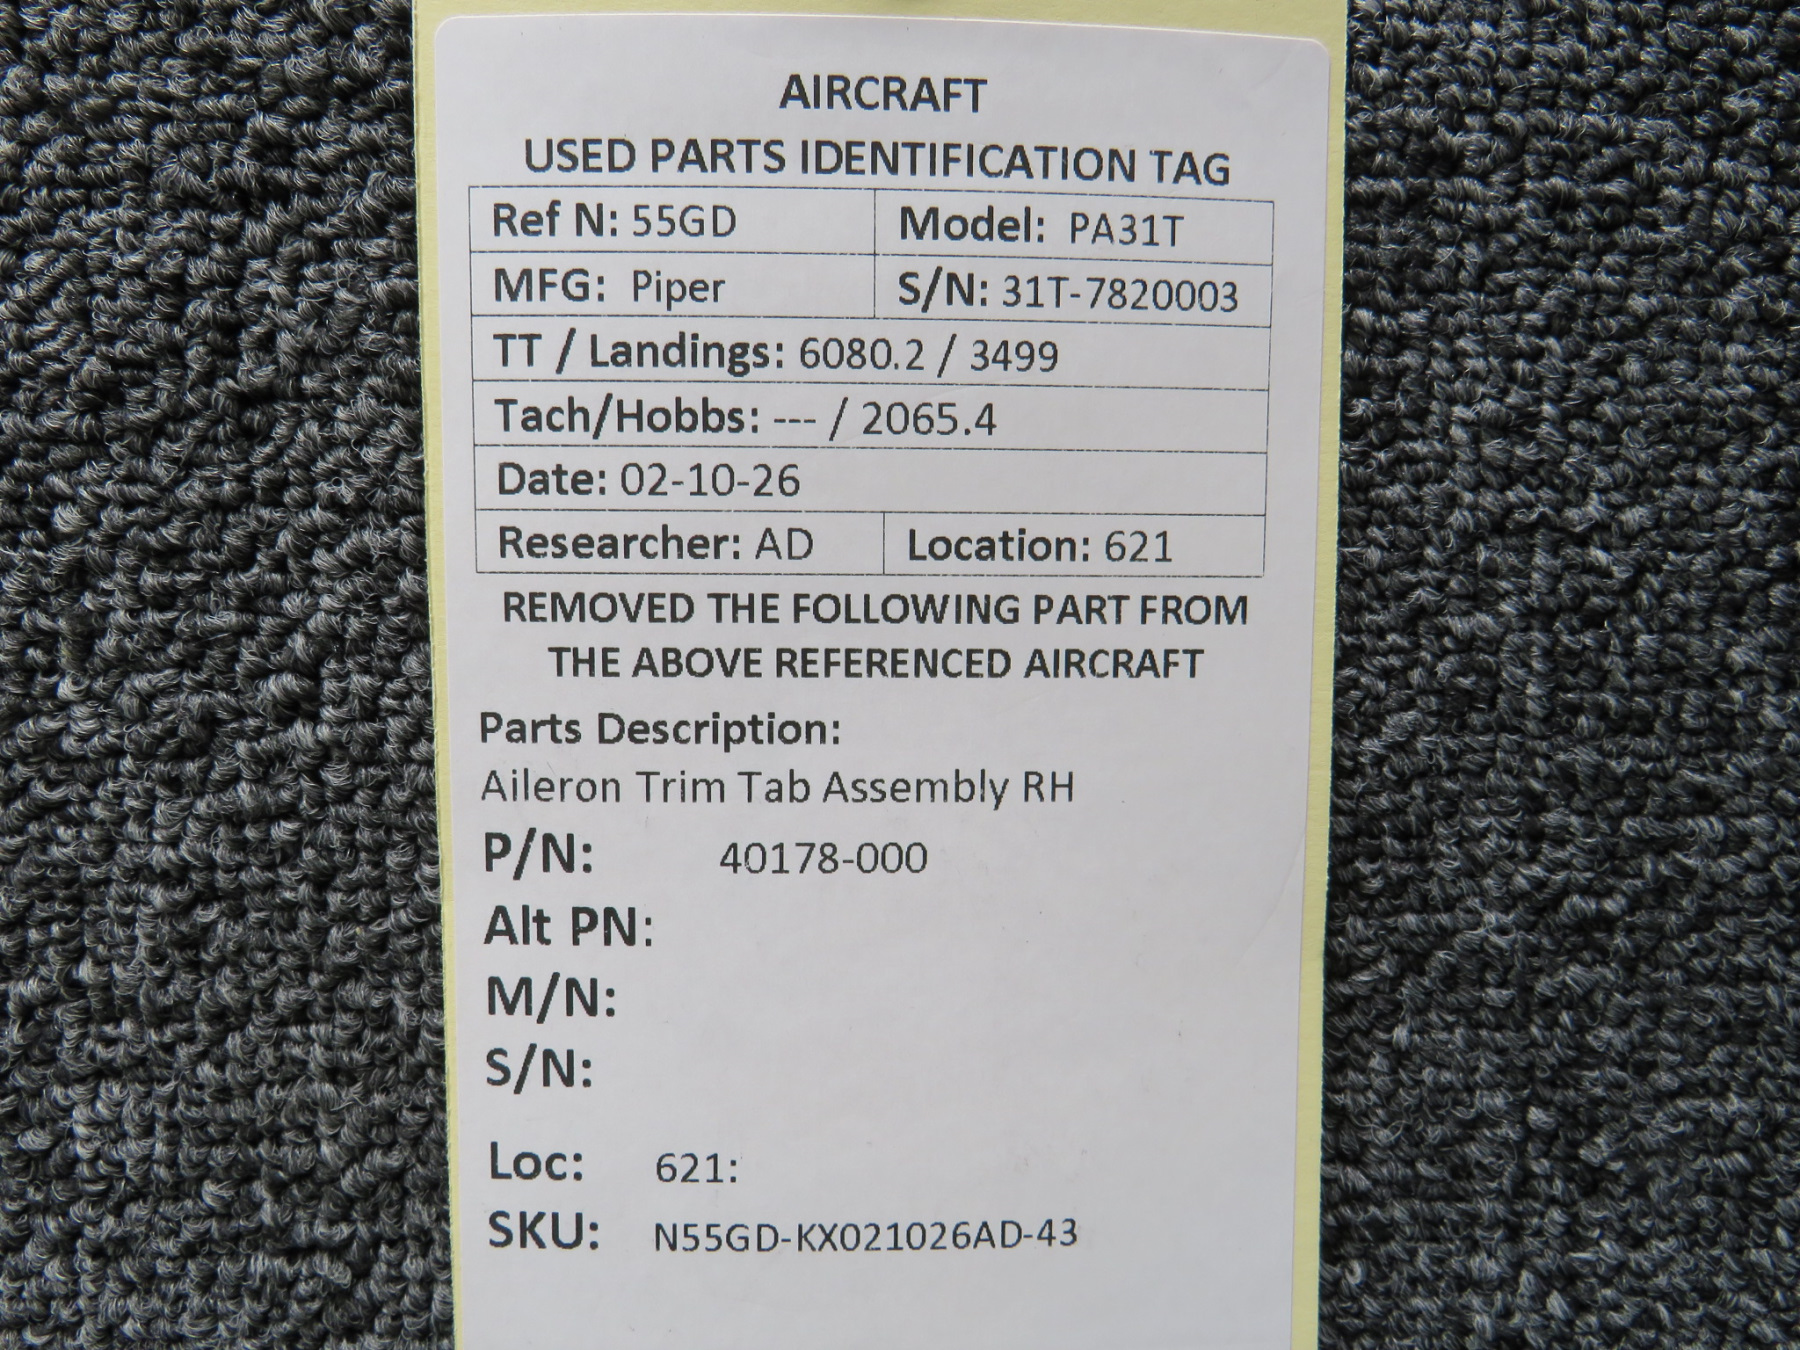 AIRCRAFT
USED PARTS IDENTIFICATION TAG
Ref N: 55GD Model: PA31T
MFG: Piper S/N: 31T-7820003
TT / Landings: 6080.2 / 3499
Tach/Hobbs: --- / 2065.4
Date: 02-10-26
Researcher: AD Location: 621
REMOVED THE FOLLOWING PART FROM
THE ABOVE REFERENCED AIRCRAFT
Parts Description:
Aileron Trim Tab Assembly RH
P/N: 40178-000
Alt PN:
M/N:
S/N:
Loc: 621:
SKU: N55GD-KX021026AD-43